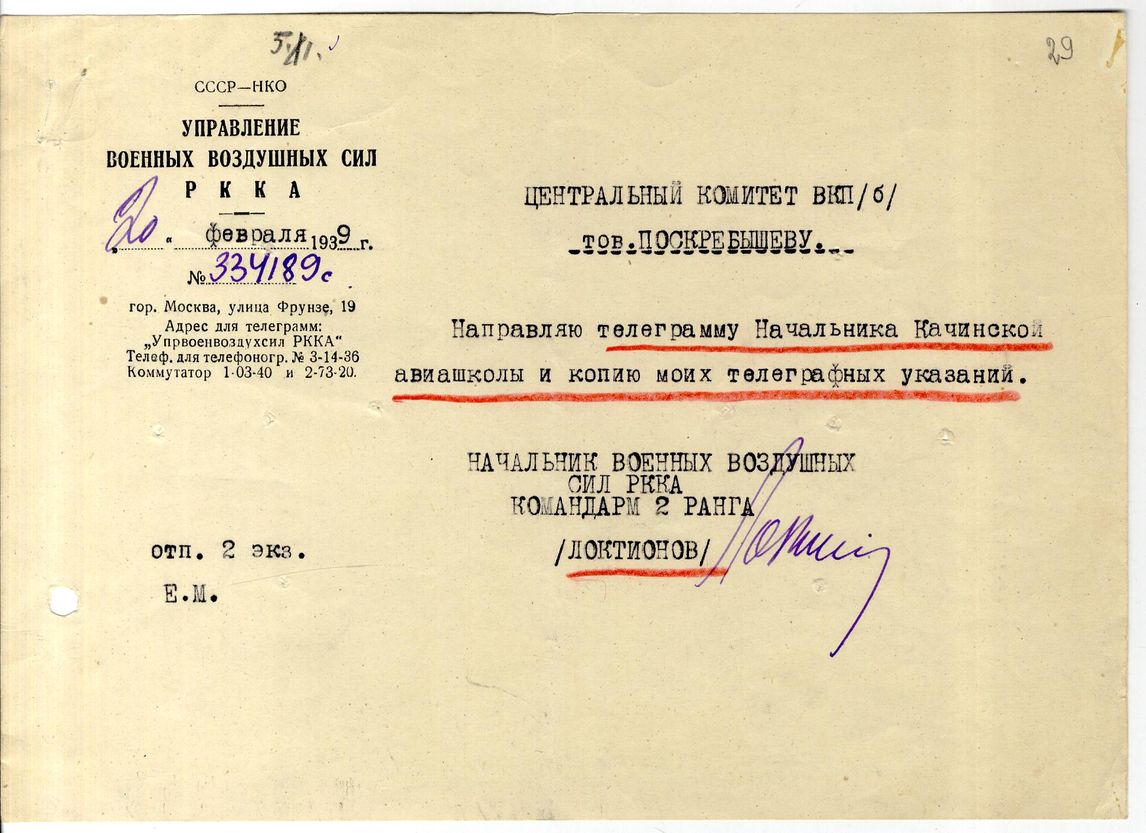 29
СССР—НКО
УПРАВЛЕНИЕ
ВОЕННЫХ ВОЗДУШНЫХ СИЛ
РККА
20 " февраля 1939 г.
№ 334189с
гор. Москва, улица Фрунзе, 19
Адрес для телеграмм:
„Упрвоенвоздухсил РККА“
Телеф. для телефоногр. № 3-14-36
Коммутатор 1-03-40 и 2-73-20.
ЦЕНТРАЛЬНЫЙ КОМИТЕТ ВКП/б/
тов.ПОСКРЕБЫШЕВУ.
Направляю телеграмму Начальника Качинской
авиашколы и копию моих телеграфных указаний.
НАЧАЛЬНИК ВОЕННЫХ ВОЗДУШНЫХ
СИЛ РККА
КОМАНДАРМ 2 РАНГА
/ЛОКТИОНОВ/
отп. 2 экз.
Е.М.